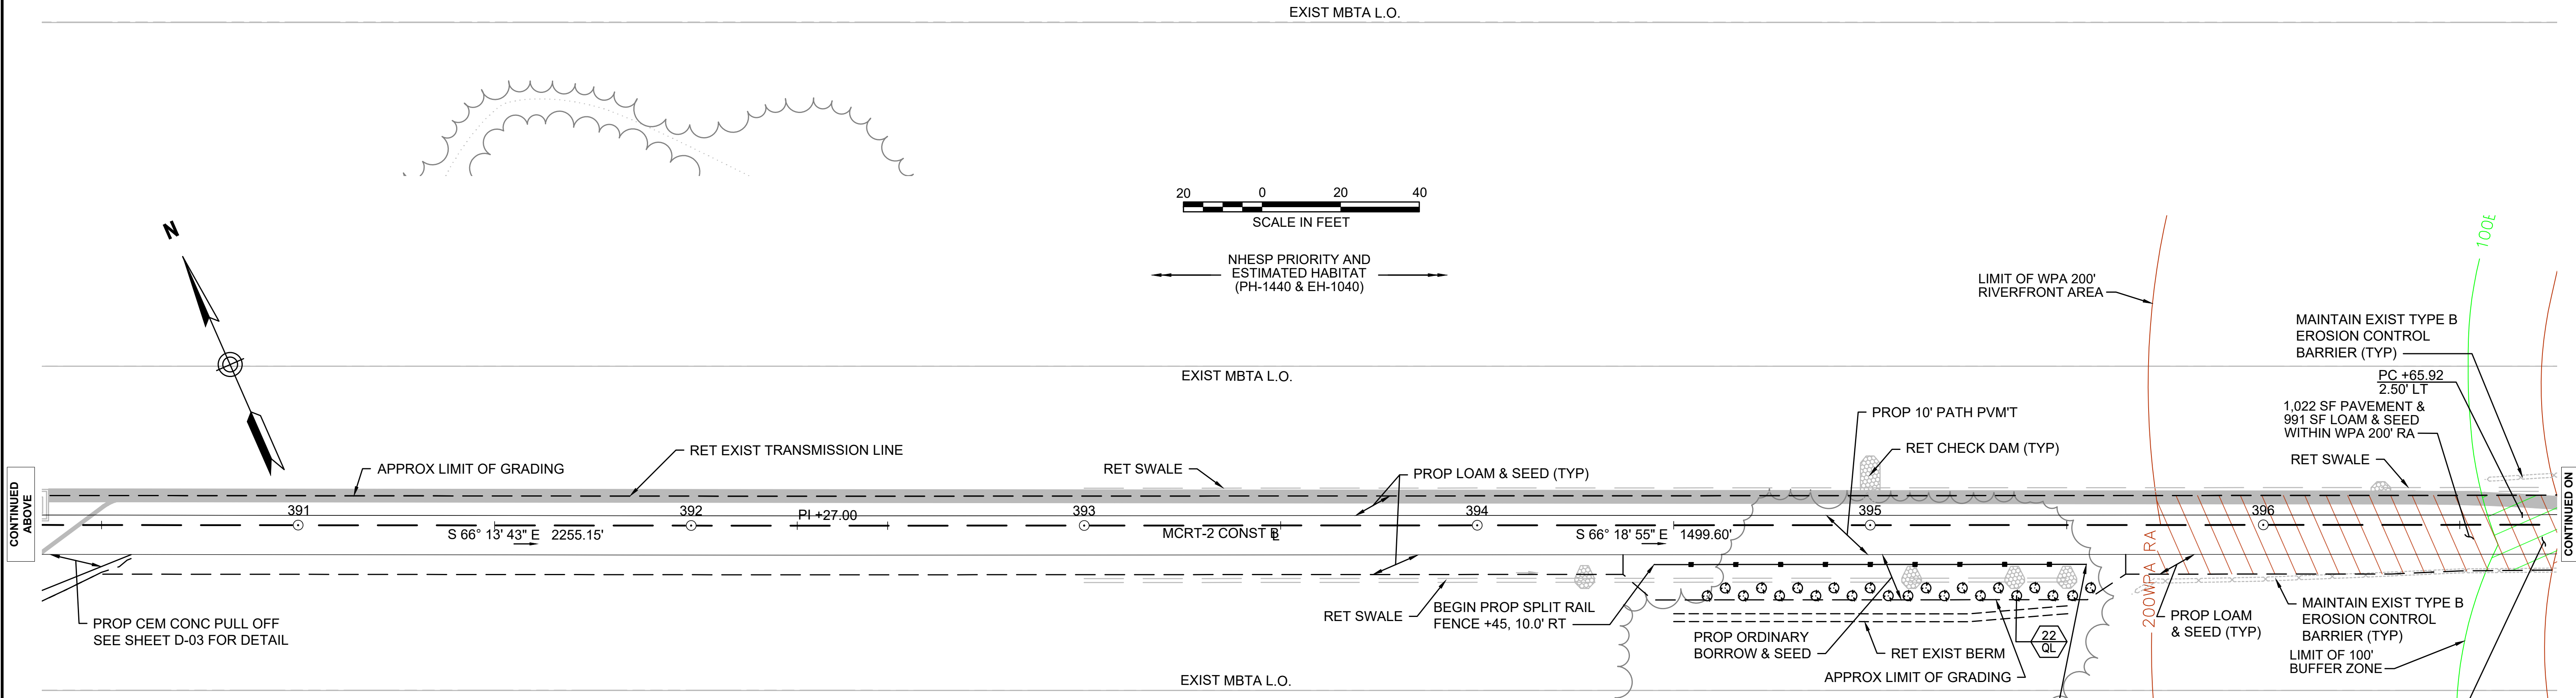 EXIST MBTA L.O.
20 0 20 40
SCALE IN FEET
N
NHESP PRIORITY AND
ESTIMATED HABITAT
(PH-1440 & EH-1040)
LIMIT OF WPA 200'
RIVERFRONT AREA
MAINTAIN EXIST TYPE B
EROSION CONTROL
BARRIER (TYP)
EXIST MBTA L.O.
PC +65.92
2.50' LT
1,022 SF PAVEMENT &
991 SF LOAM & SEED
WITHIN WPA 200' RA
PROP 10' PATH PVM'T
RET CHECK DAM (TYP)
RET EXIST TRANSMISSION LINE
APPROX LIMIT OF GRADING
RET SWALE
PROP LOAM & SEED (TYP)
RET SWALE
CONTINUED
ABOVE
391
392
PI +27.00
393
394
395
396
S 66° 13' 43" E 2255.15'
MCRT-2 CONST BL
S 66° 18' 55" E 1499.60'
CONTINUED ON
200WPA RA
PROP CEM CONC PULL OFF
SEE SHEET D-03 FOR DETAIL
RET SWALE
BEGIN PROP SPLIT RAIL
FENCE +45, 10.0' RT
PROP ORDINARY
BORROW & SEED
RET EXIST BERM
22
QL
APPROX LIMIT OF GRADING
PROP LOAM
& SEED (TYP)
MAINTAIN EXIST TYPE B
EROSION CONTROL
BARRIER (TYP)
LIMIT OF 100'
BUFFER ZONE
EXIST MBTA L.O.